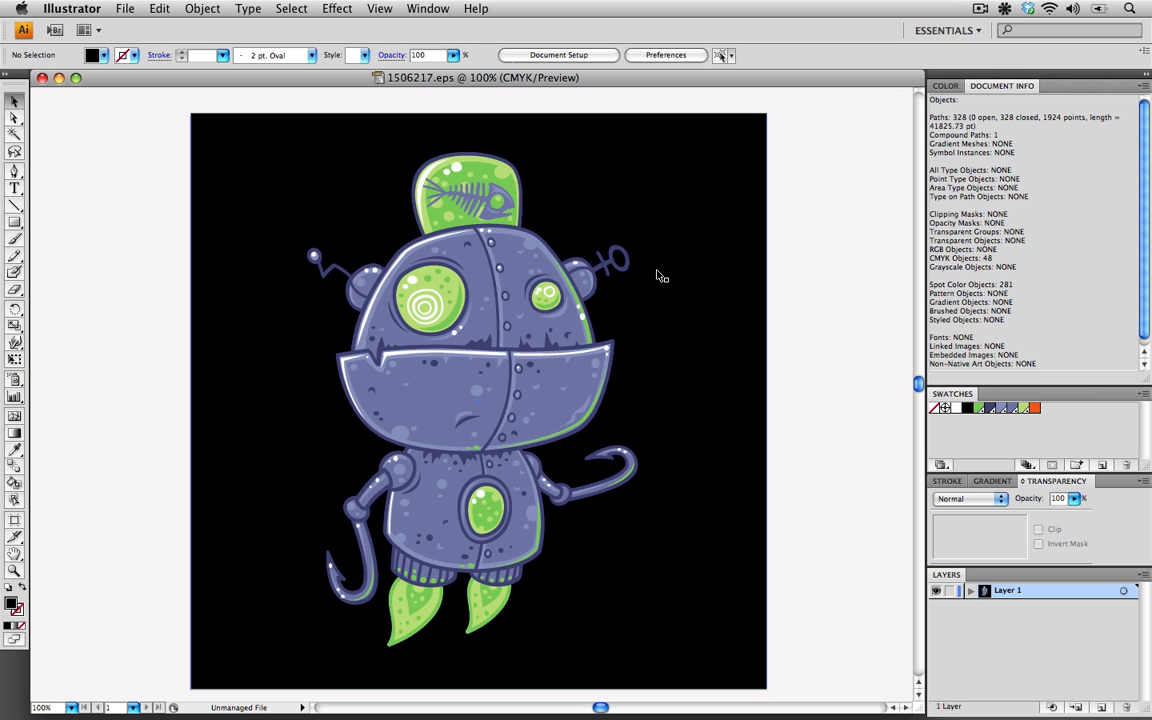 Illustrator File Edit Object Type Select Effect View Window Help
Ai Br ESSENTIALS
No Selection Stroke: 2 pt. Oval Style: Opacity: 100 % Document Setup Preferences
1506217.eps @ 100% (CMYK/Preview)
COLOR DOCUMENT INFO
Objects:
Paths: 328 (0 open, 328 closed, 1924 points, length =
41825.73 pt)
Compound Paths: 1
Gradient Meshes: NONE
Symbol Instances: NONE
All Type Objects: NONE
Point Type Objects: NONE
Area Type Objects: NONE
Type on Path Objects: NONE
Clipping Masks: NONE
Opacity Masks: NONE
Transparent Groups: NONE
Transparent Objects: NONE
RGB Objects: NONE
CMYK Objects: 48
Grayscale Objects: NONE
Spot Color Objects: 281
Pattern Objects: NONE
Gradient Objects: NONE
Brushed Objects: NONE
Styled Objects: NONE
Fonts: NONE
Linked Images: NONE
Embedded Images: NONE
Non-Native Art Objects: NONE
SWATCHES
STROKE GRADIENT TRANSPARENCY
Normal Opacity: 100 %
Clip
Invert Mask
LAYERS
Layer 1
1 Layer
100% 1 Unmanaged File